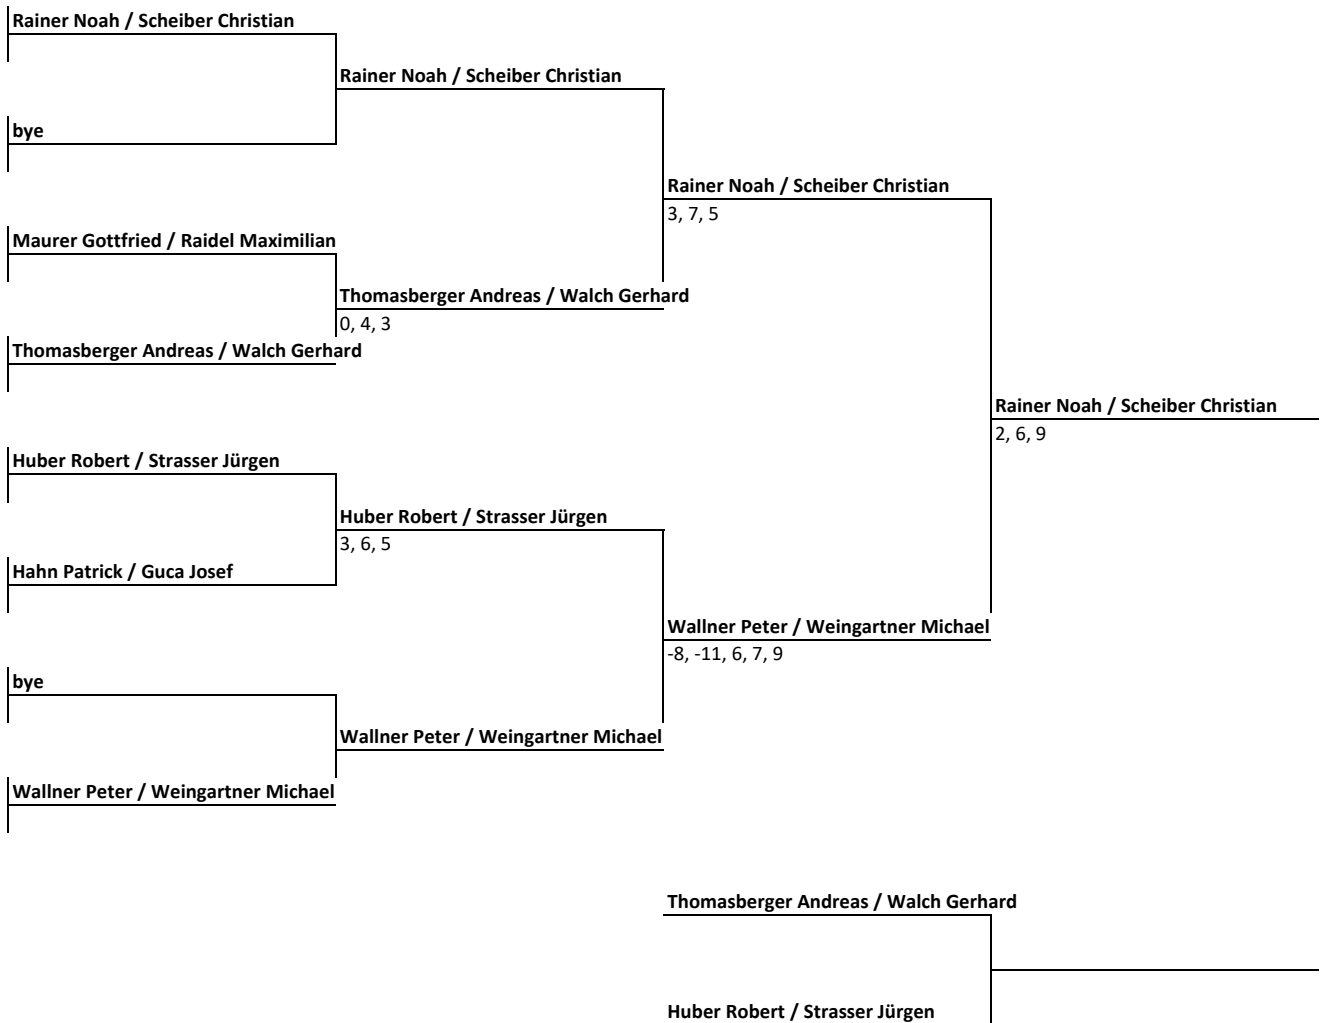 Rainer Noah / Scheiber Christian
Rainer Noah / Scheiber Christian
bye
Rainer Noah / Scheiber Christian
3, 7, 5
Maurer Gottfried / Raidel Maximilian
Thomasberger Andreas / Walch Gerhard
0, 4, 3
Thomasberger Andreas / Walch Gerhard
Rainer Noah / Scheiber Christian
2, 6, 9
Huber Robert / Strasser Jürgen
Huber Robert / Strasser Jürgen
3, 6, 5
Hahn Patrick / Guca Josef
Wallner Peter / Weingartner Michael
-8, -11, 6, 7, 9
bye
Wallner Peter / Weingartner Michael
Wallner Peter / Weingartner Michael
Thomasberger Andreas / Walch Gerhard
Huber Robert / Strasser Jürgen